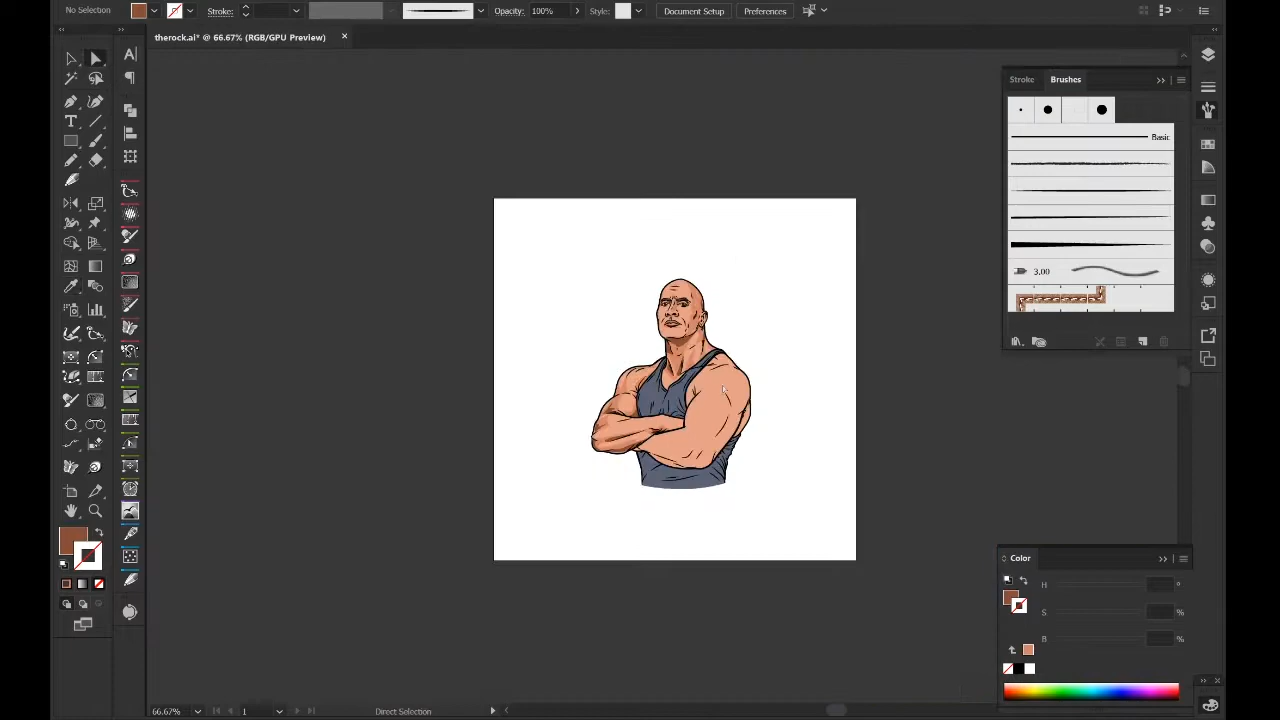 No Selection
Stroke:
Opacity: 100%
Style:
Document Setup
Preferences
therock.ai* @ 66.67% (RGB/GPU Preview)
Stroke
Brushes
Basic
3.00
Color
H
°
S
%
B
%
66.67%
1
Direct Selection